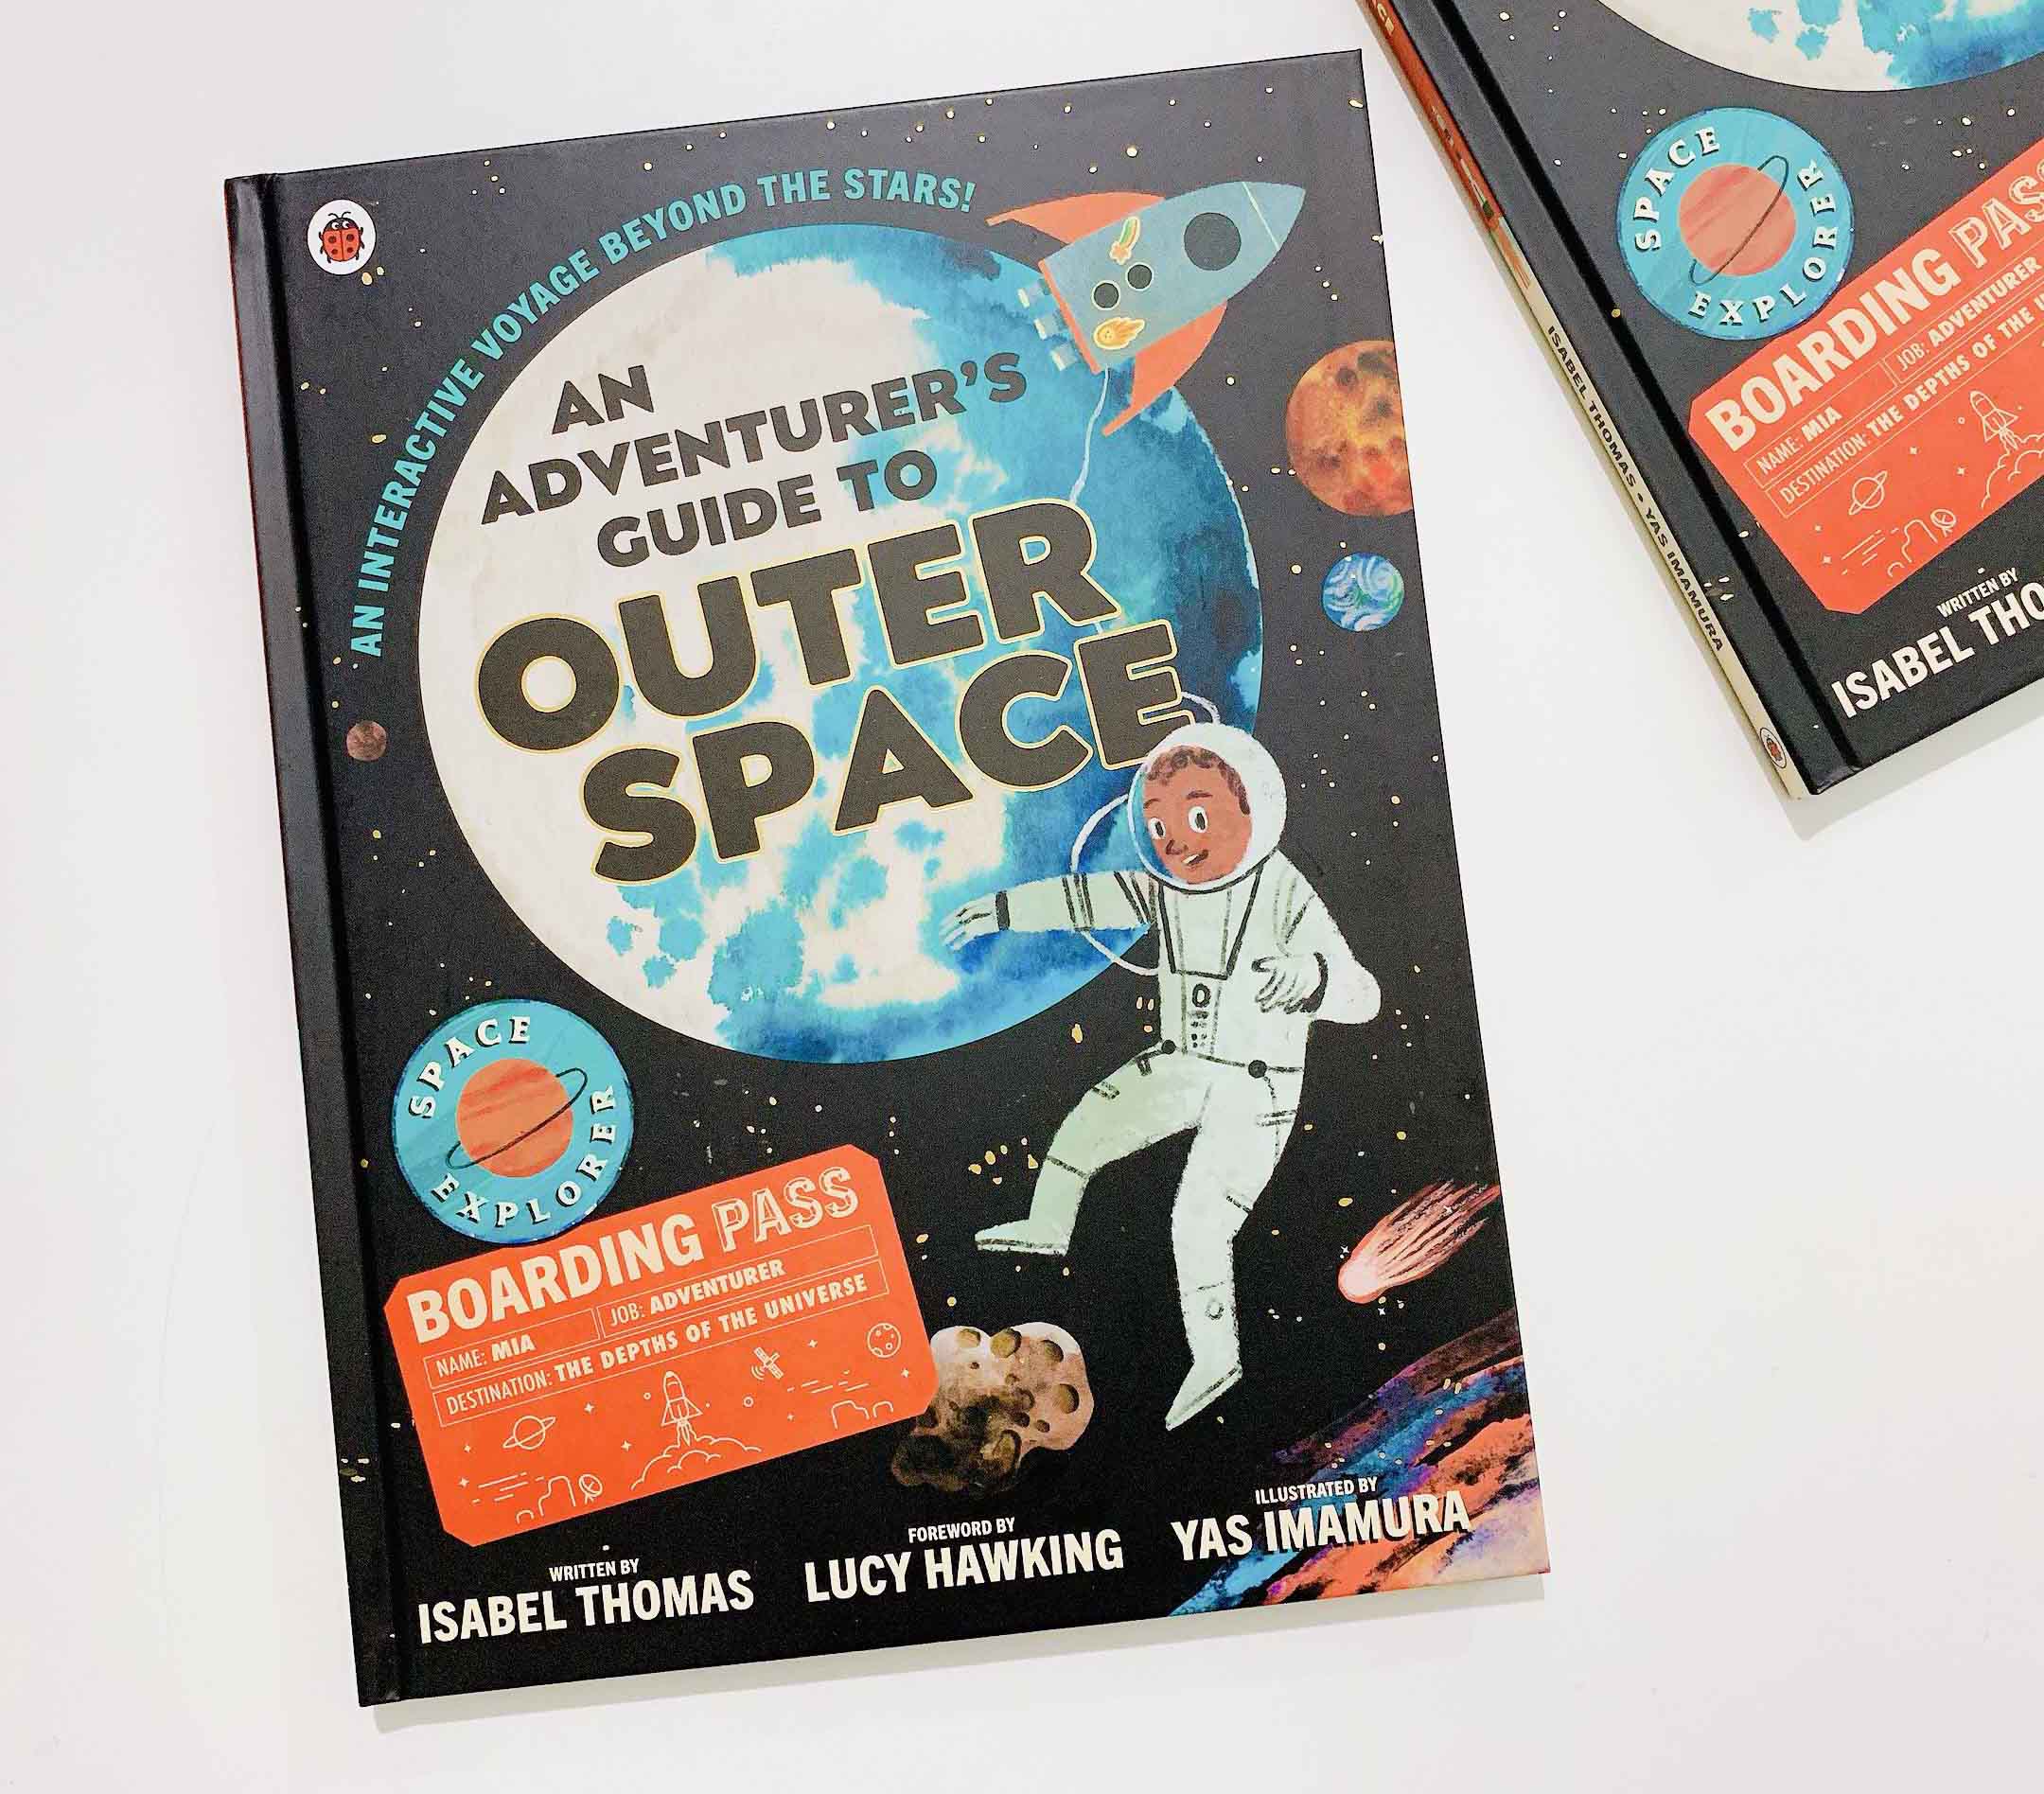 AN INTERACTIVE VOYAGE BEYOND THE STARS!
AN
ADVENTURER'S
GUIDE TO
OUTER
SPACE
SPACE
EXPLORER
BOARDING PASS
NAME: MIA
JOB: ADVENTURER
DESTINATION: THE DEPTHS OF THE UNIVERSE
WRITTEN BY
ISABEL THOMAS
FOREWORD BY
LUCY HAWKING
ILLUSTRATED BY
YAS IMAMURA
ISABEL THOMAS • YAS IMAMURA
SPACE
EXPLORER
BOARDING PASS
NAME: MIA
JOB: ADVENTURER
DESTINATION: THE DEPTHS OF THE
WRITTEN BY
ISABEL THO